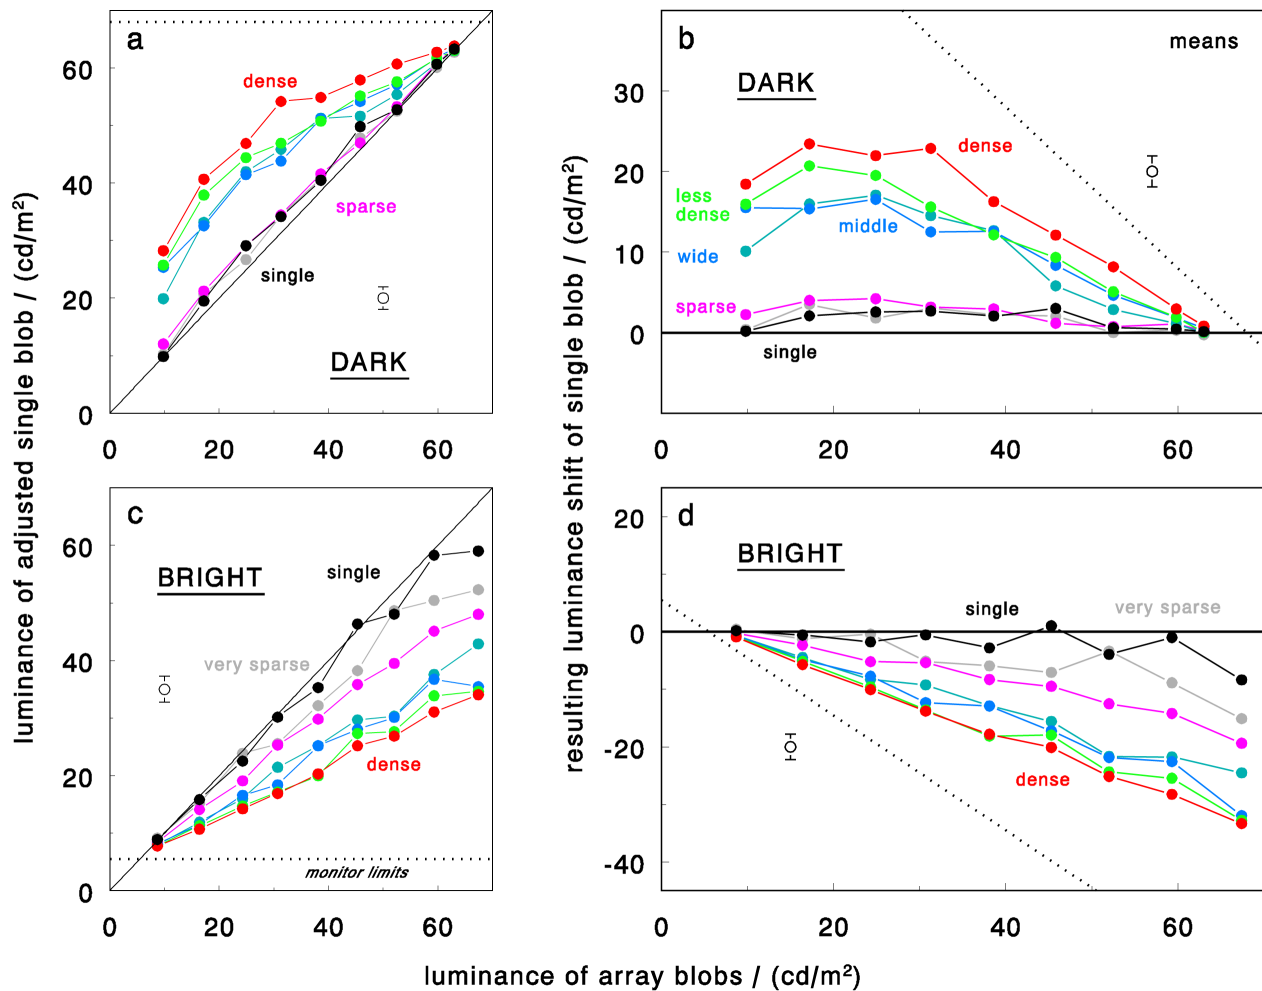 a
dense
sparse
single
DARK
60
40
20
0
0
20
40
60
b
means
DARK
dense
less
dense
middle
wide
sparse
single
30
20
10
0
0
20
40
60
c
BRIGHT
single
very sparse
dense
monitor limits
60
40
20
0
0
20
40
60
d
BRIGHT
single
very sparse
dense
20
0
-20
-40
0
20
40
60
luminance of adjusted single blob / (cd/m²)
resulting luminance shift of single blob / (cd/m²)
luminance of array blobs / (cd/m²)